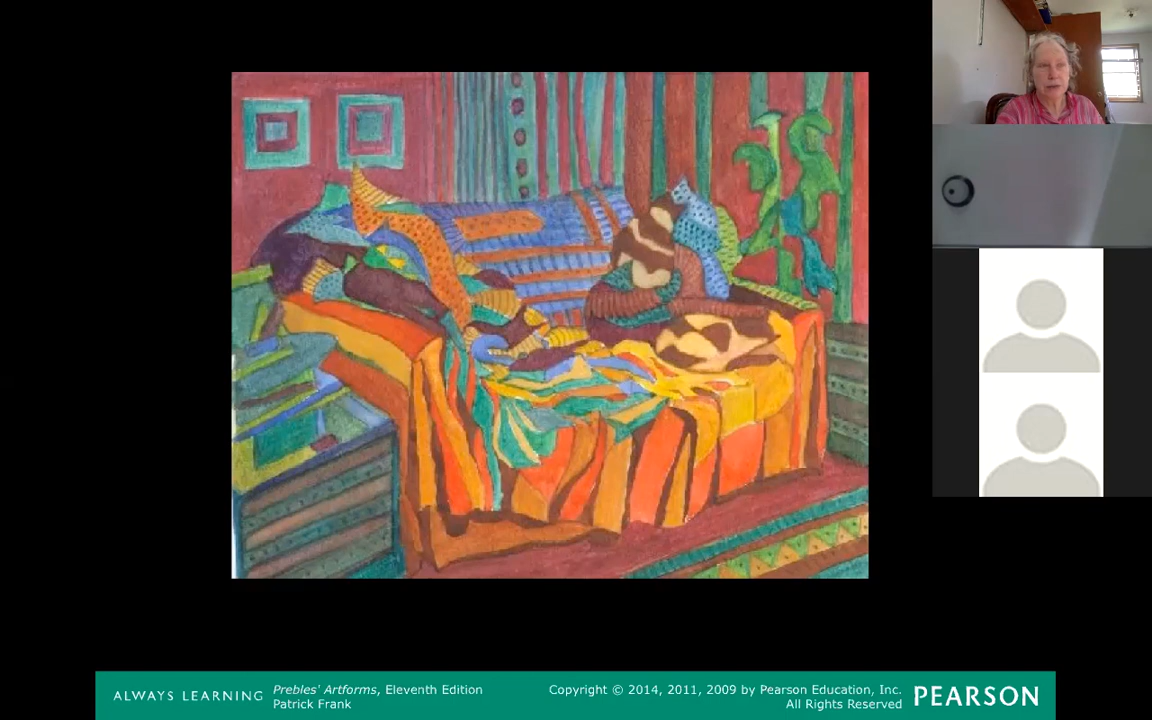 ALWAYS LEARNING
Prebles' Artforms, Eleventh Edition
Patrick Frank
Copyright © 2014, 2011, 2009 by Pearson Education, Inc.
All Rights Reserved
PEARSON